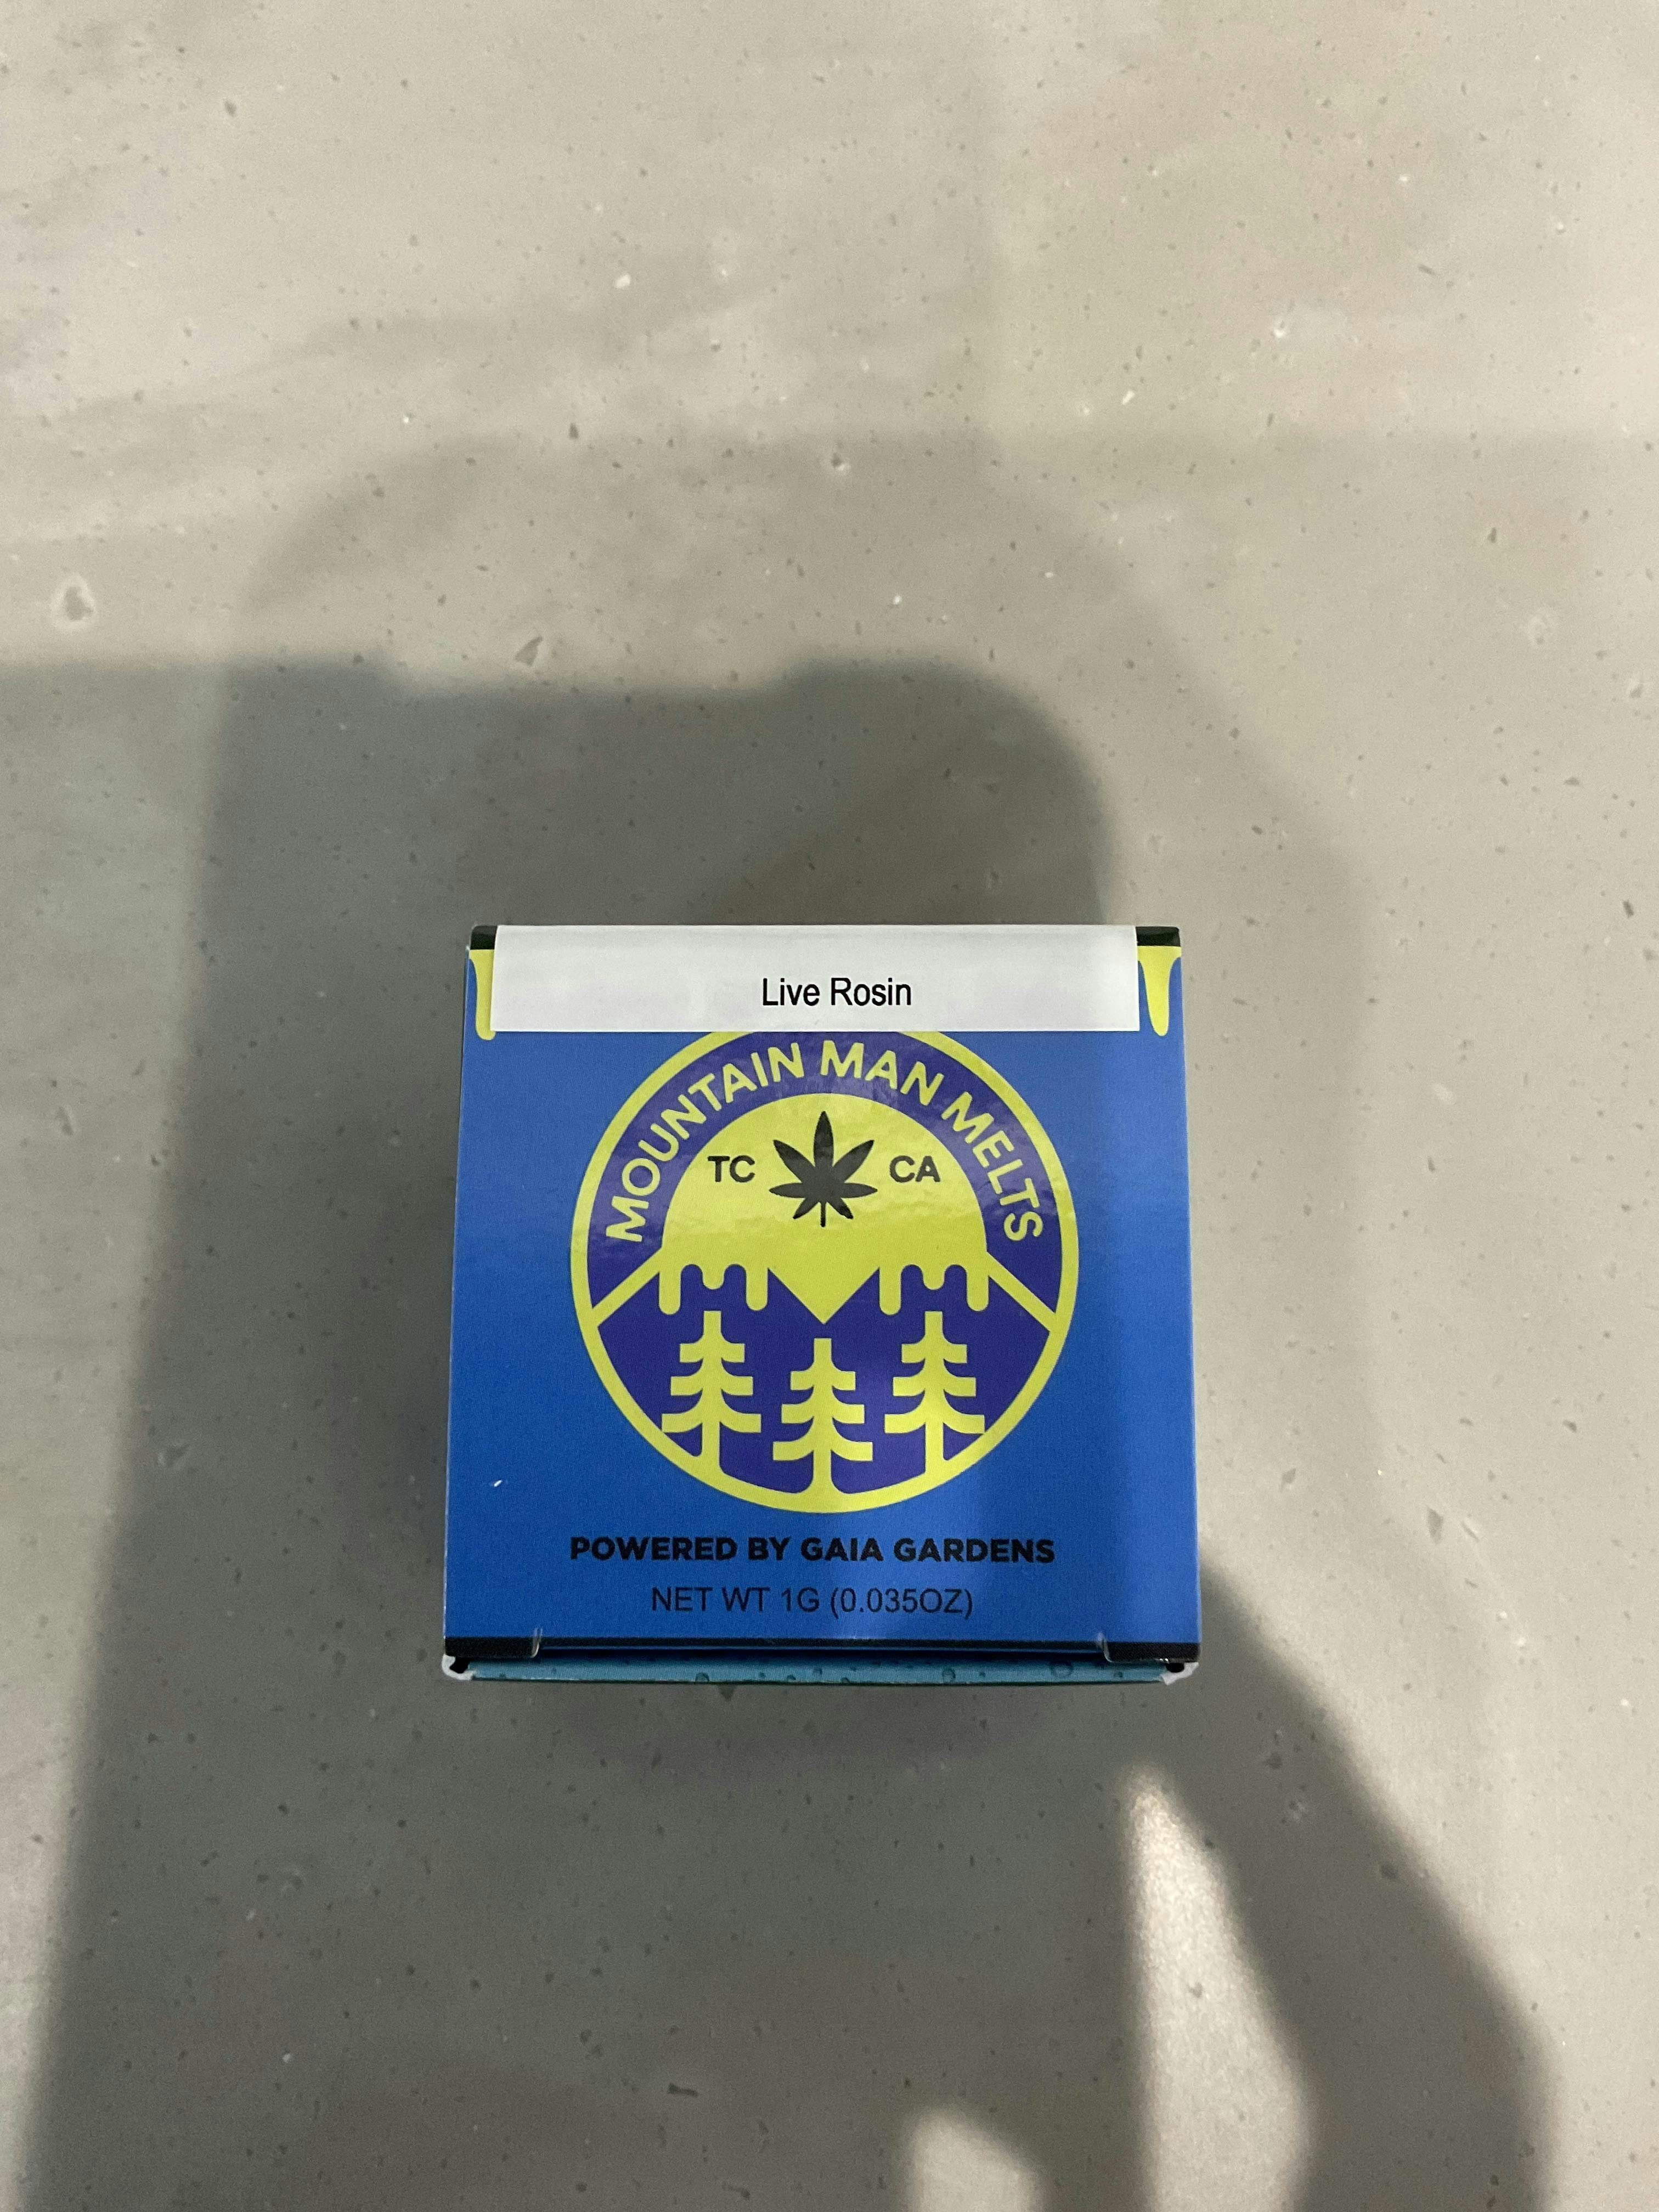 Live Rosin
MOUNTAIN MAN MELTS
TC CA
POWERED BY GAIA GARDENS
NET WT 1G (0.035OZ)